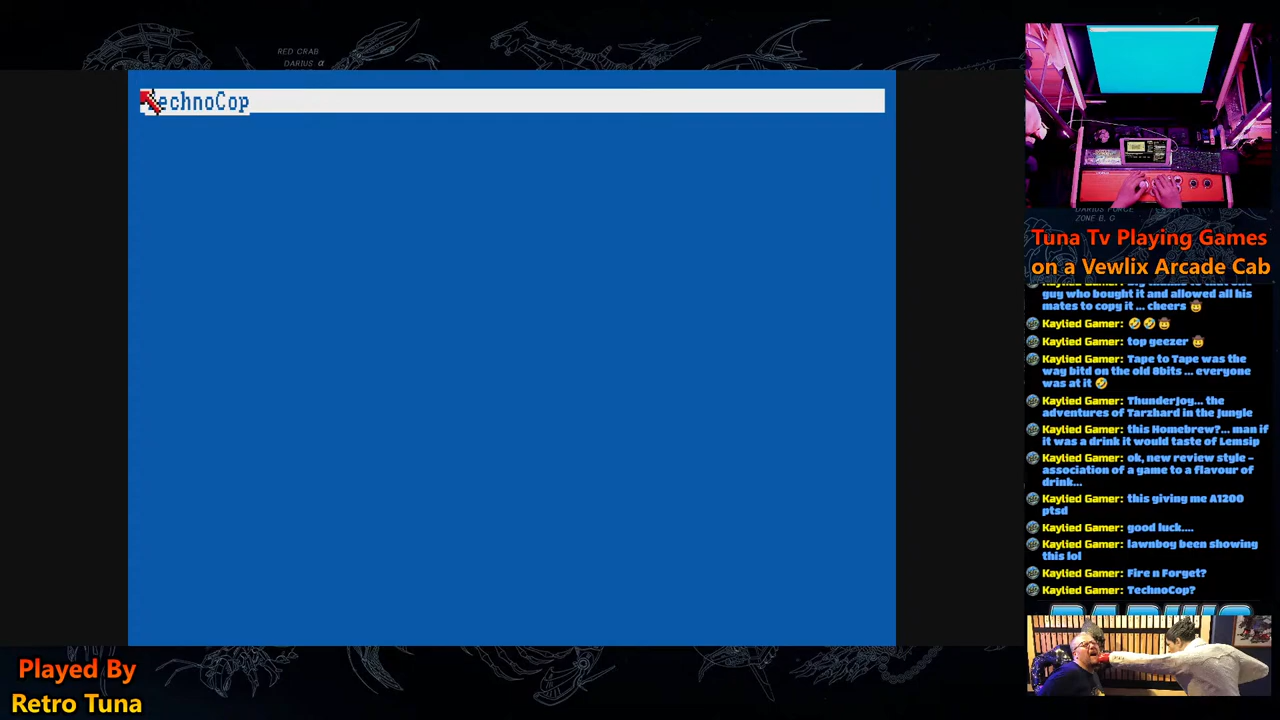 RED CRAB
DARIUS α
TechnoCop
DARIUS FORCE
ZONE B, G
Tuna Tv Playing Games
on a Vewlix Arcade Cab
guy who bought it and allowed all his
mates to copy it ... cheers 🤠
Kaylied Gamer: 🤣🤣🤠
Kaylied Gamer: top geezer 🤠
Kaylied Gamer: Tape to Tape was the
way bitd on the old 8bits ... everyone
was at it 🤣
Kaylied Gamer: ThunderJoy... the
adventures of Tarzhard in the Jungle
Kaylied Gamer: this Homebrew?... man if
it was a drink it would taste of Lemsip
Kaylied Gamer: ok, new review style -
association of a game to a flavour of
drink...
Kaylied Gamer: this giving me A1200
ptsd
Kaylied Gamer: good luck....
Kaylied Gamer: lawnboy been showing
this lol
Kaylied Gamer: Fire n Forget?
Kaylied Gamer: TechnoCop?
Played By
Retro Tuna